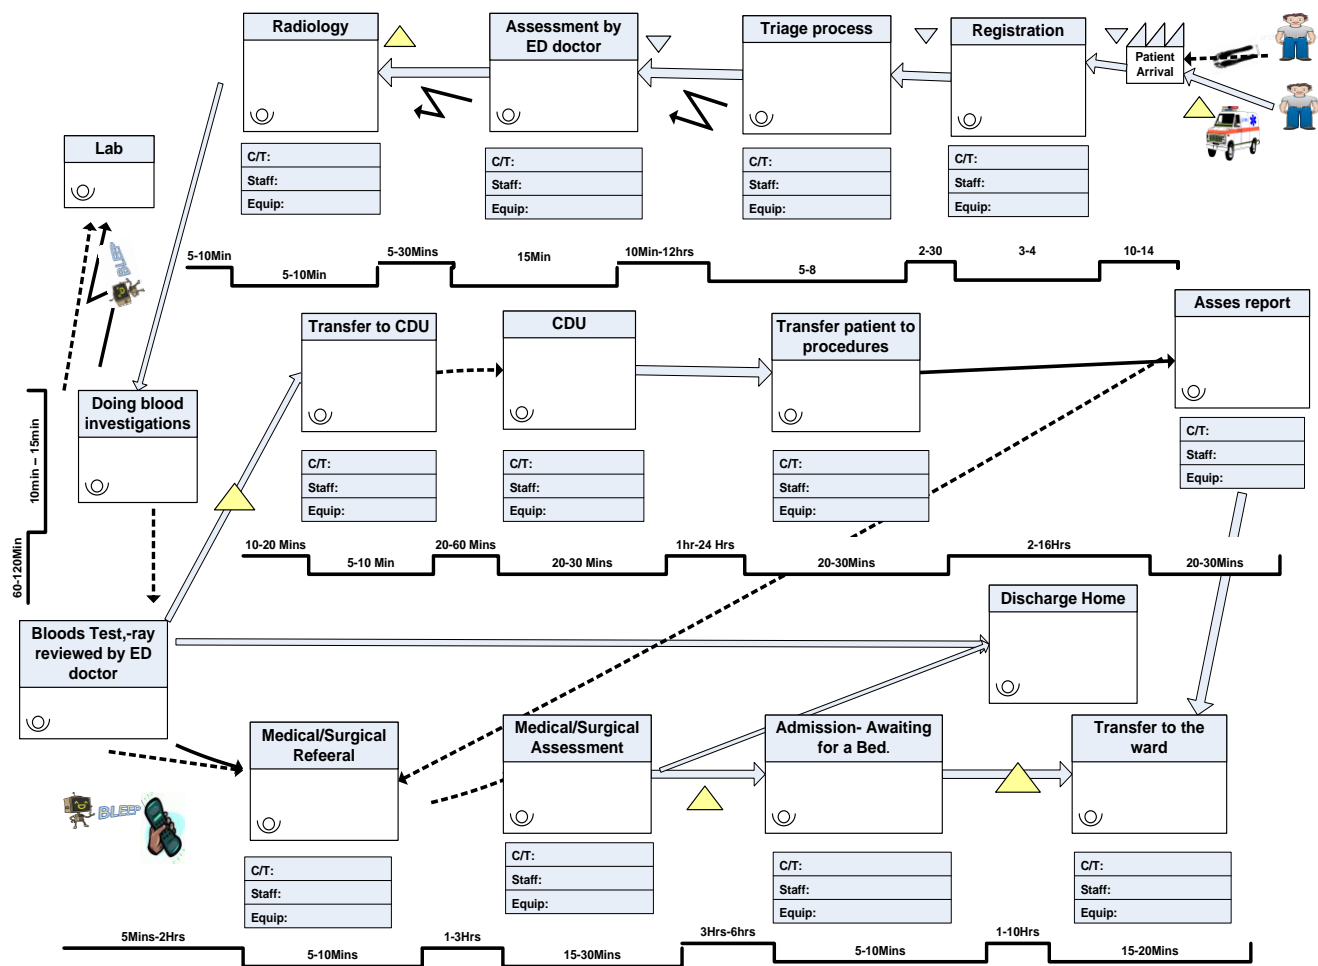 Radiology
Assessment by
ED doctor
Triage process
Registration
Patient
Arrival
Lab
C/T:
Staff:
Equip:
C/T:
Staff:
Equip:
C/T:
Staff:
Equip:
C/T:
Staff:
Equip:
BLEEP
5-10Min
5-10Min
5-30Mins
15Min
10Min-12hrs
5-8
2-30
3-4
10-14
Transfer to CDU
CDU
Transfer patient to
procedures
Asses report
Doing blood
investigations
10min – 15min
60-120Min
C/T:
Staff:
Equip:
C/T:
Staff:
Equip:
C/T:
Staff:
Equip:
C/T:
Staff:
Equip:
10-20 Mins
5-10 Min
20-60 Mins
20-30 Mins
1hr-24 Hrs
20-30Mins
2-16Hrs
20-30Mins
Discharge Home
Bloods Test,-ray
reviewed by ED
doctor
Medical/Surgical
Refeeral
Medical/Surgical
Assessment
Admission- Awaiting
for a Bed.
Transfer to the
ward
BLEEP
C/T:
Staff:
Equip:
C/T:
Staff:
Equip:
C/T:
Staff:
Equip:
C/T:
Staff:
Equip:
5Mins-2Hrs
5-10Mins
1-3Hrs
15-30Mins
3Hrs-6hrs
5-10Mins
1-10Hrs
15-20Mins